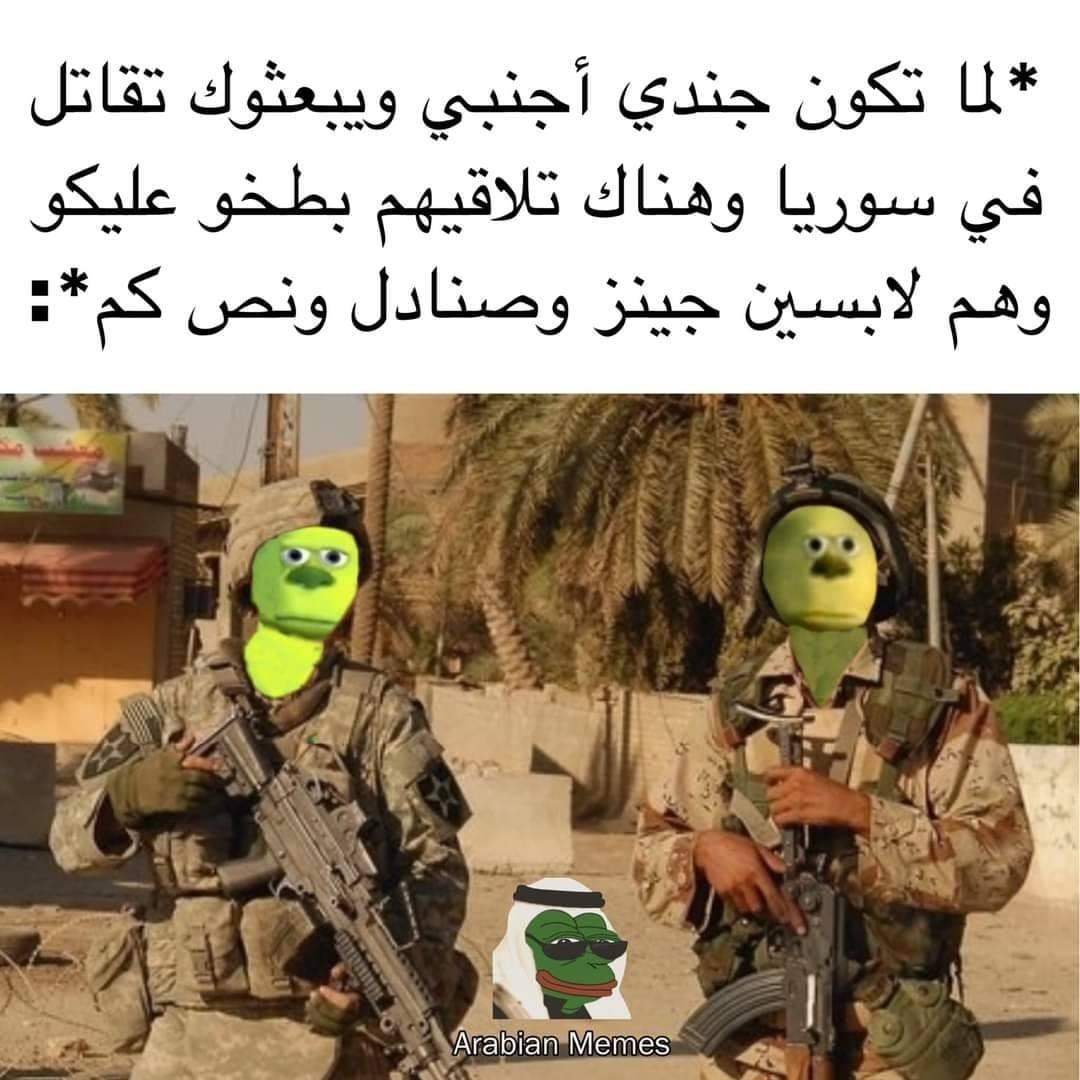 *لما تكون جندي أجنبي ويبعثوك تقاتل
في سوريا وهناك تلاقيهم بطخو عليكو
وهم لابسين جينز وصنادل ونص كم*:
Arabian Memes